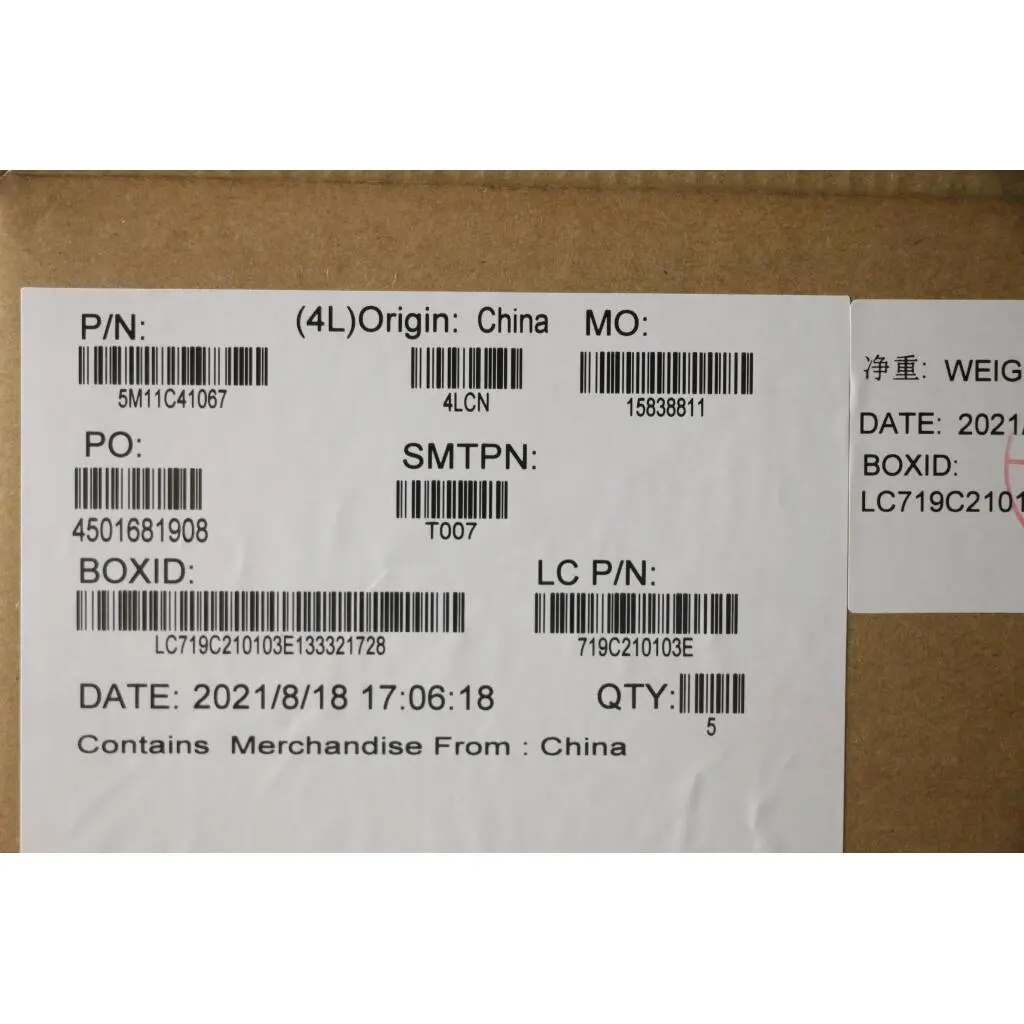 P/N: (4L)Origin: China MO:
5M11C41067 4LCN 15838811
PO: SMTPN:
4501681908 T007
BOXID: LC P/N:
LC719C210103E133321728 719C210103E
DATE: 2021/8/18 17:06:18 QTY:
5
Contains Merchandise From : China
净重: WEIG
DATE: 2021/
BOXID:
LC719C2101